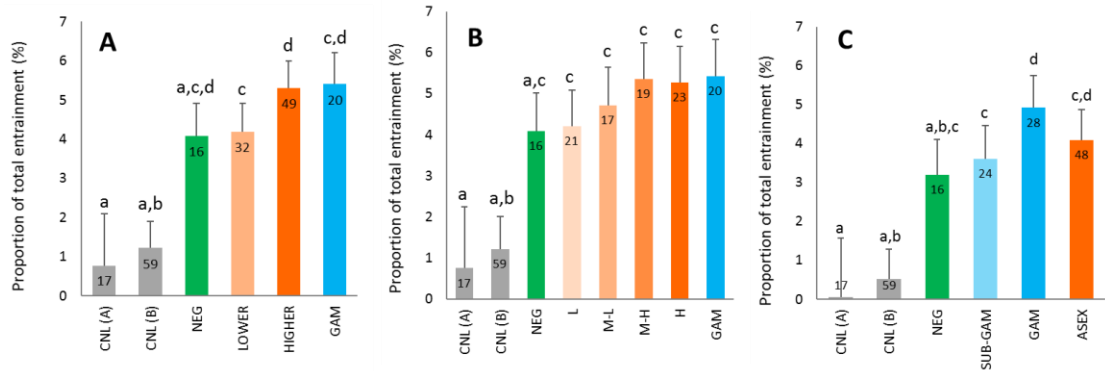 A
Proportion of total entrainment (%)
7
6
5
4
3
2
1
0
a
a,b
a,c,d
c
d
c,d
17
59
16
32
49
20
CNL (A)
CNL (B)
NEG
LOWER
HIGHER
GAM
B
Proportion of total entrainment (%)
7
6
5
4
3
2
1
0
a
a,b
a,c
c
c
c
c
c
17
59
16
21
17
19
23
20
CNL (A)
CNL (B)
NEG
L
M-L
M-H
H
GAM
C
Proportion of total entrainment (%)
7
6
5
4
3
2
1
0
a
a,b
a,b,c
c
d
c,d
17
59
16
24
28
48
CNL (A)
CNL (B)
NEG
SUB-GAM
GAM
ASEX